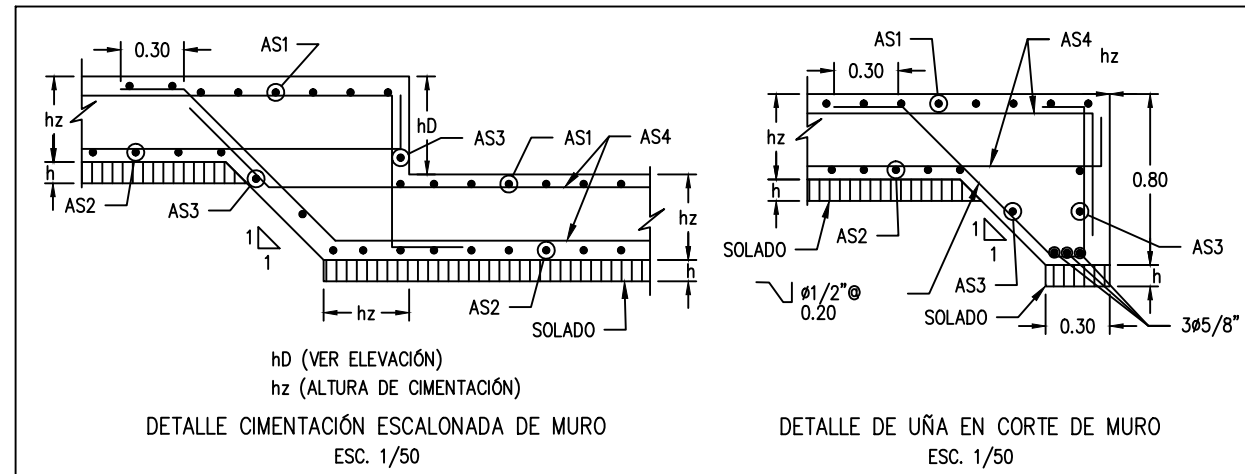 0.30
AS1
hz
hD
AS3
AS1
AS4
h
AS2
AS3
1
1
hz
h
hz
AS2
SOLADO
hD (VER ELEVACIÓN)
hz (ALTURA DE CIMENTACIÓN)
DETALLE CIMENTACIÓN ESCALONADA DE MURO
ESC. 1/50
AS1
AS4
hz
0.30
hz
h
0.80
SOLADO
AS2
1
1
AS3
AS3
h
ø1/2"@
0.20
SOLADO
0.30
3ø5/8"
DETALLE DE UÑA EN CORTE DE MURO
ESC. 1/50